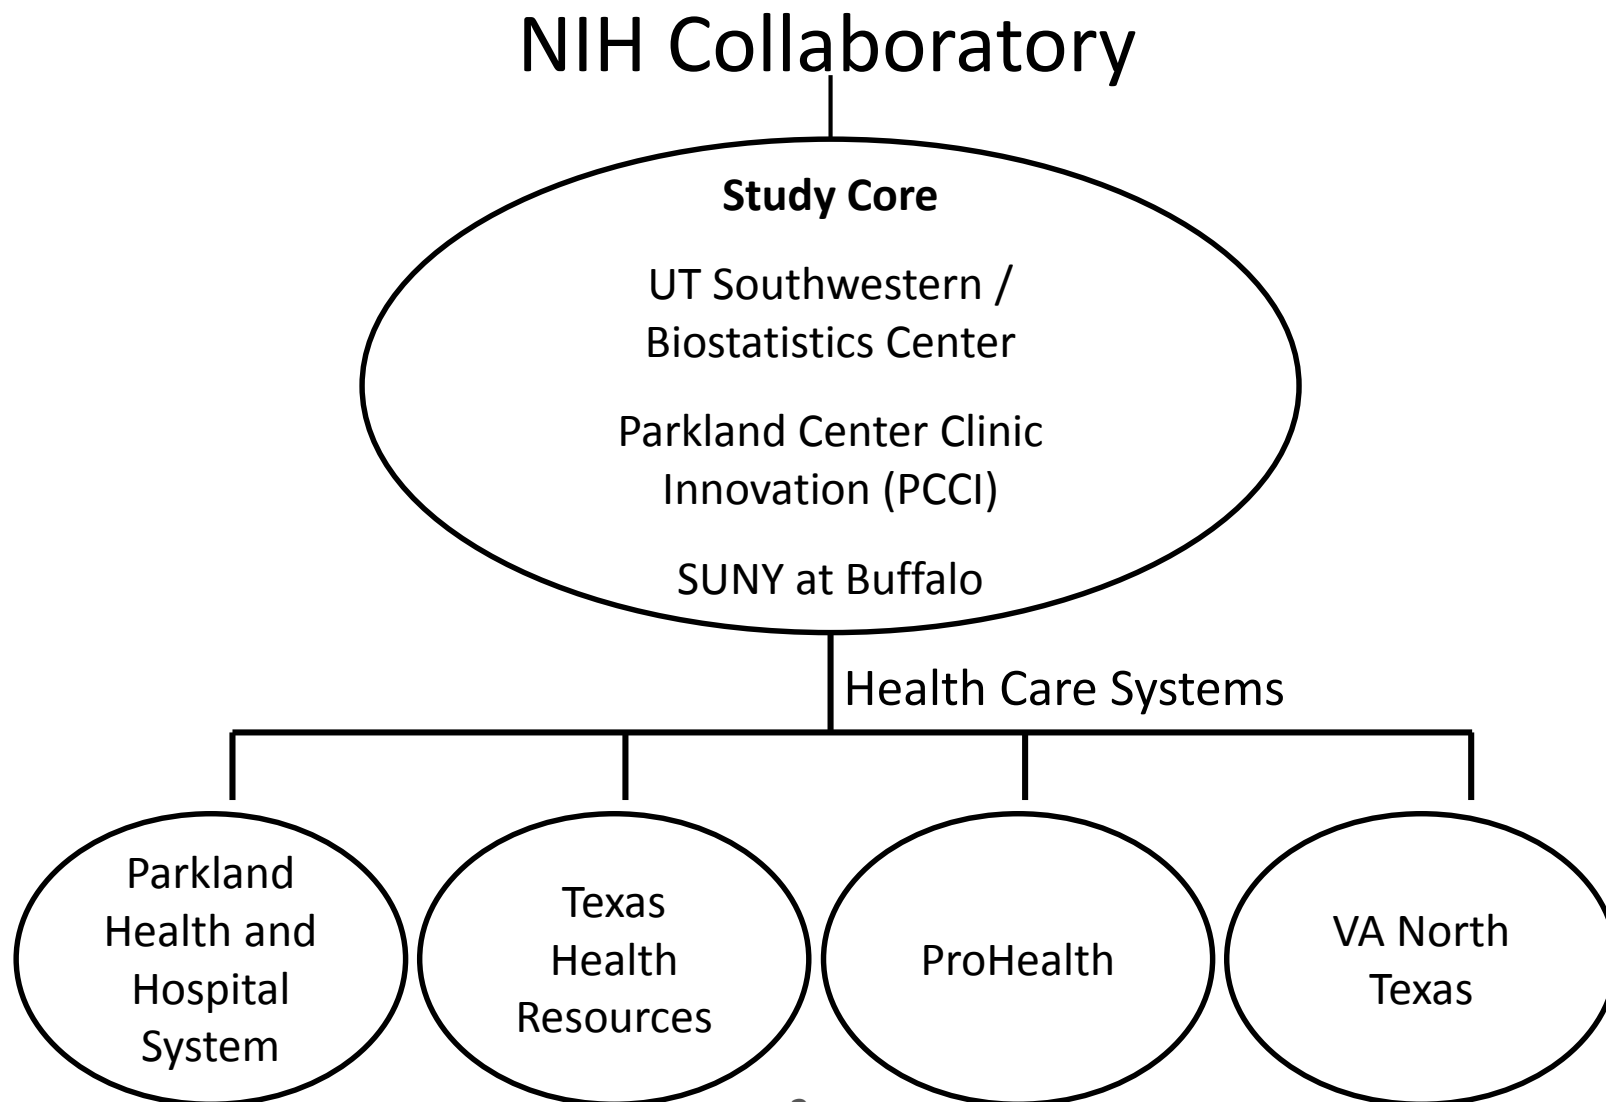 NIH Collaboratory
Study Core
UT Southwestern /
Biostatistics Center
Parkland Center Clinic
Innovation (PCCI)
SUNY at Buffalo
Health Care Systems
Parkland
Health and
Hospital
System
Texas
Health
Resources
ProHealth
VA North
Texas